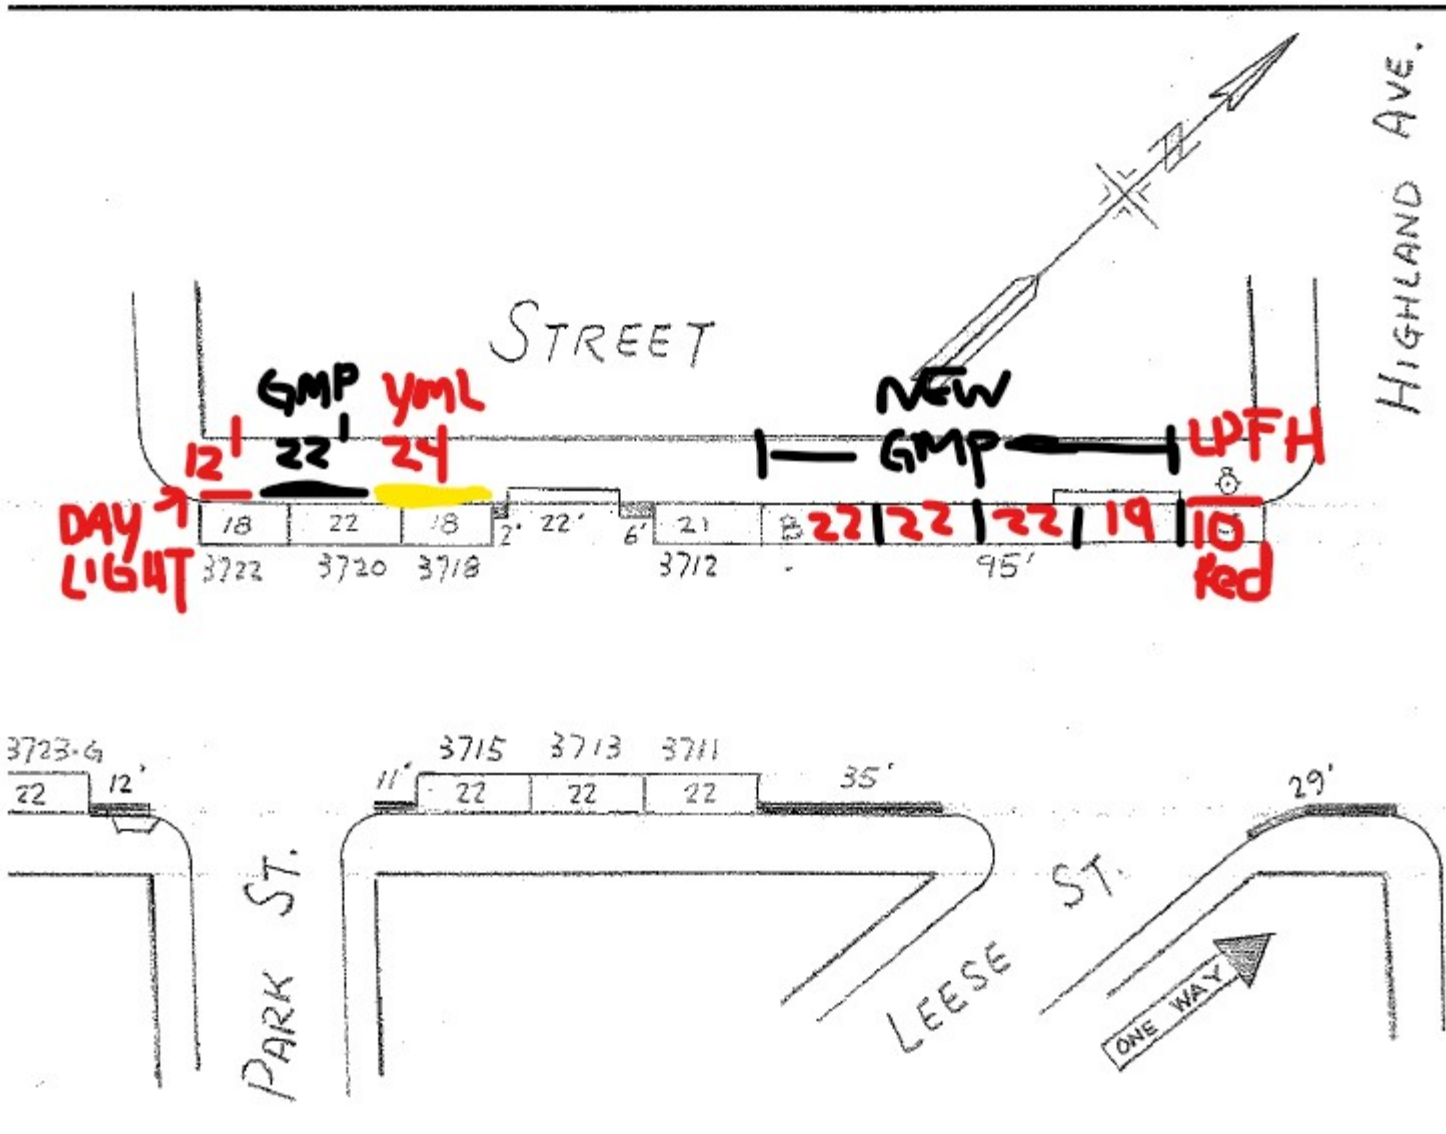 HIGHLAND AVE.
N
STREET
GMP YML NEW
12' 22' 24 GMP LPFH
DAY LIGHT
18 22 18 2' 22' 6' 21 B 22 22 22 19 10
3722 3720 3718 3712 95' red
3723-G 3715 3713 3711
22 12' 11' 22 22 22 35' 29'
PARK ST.
LEESE ST.
ONE WAY